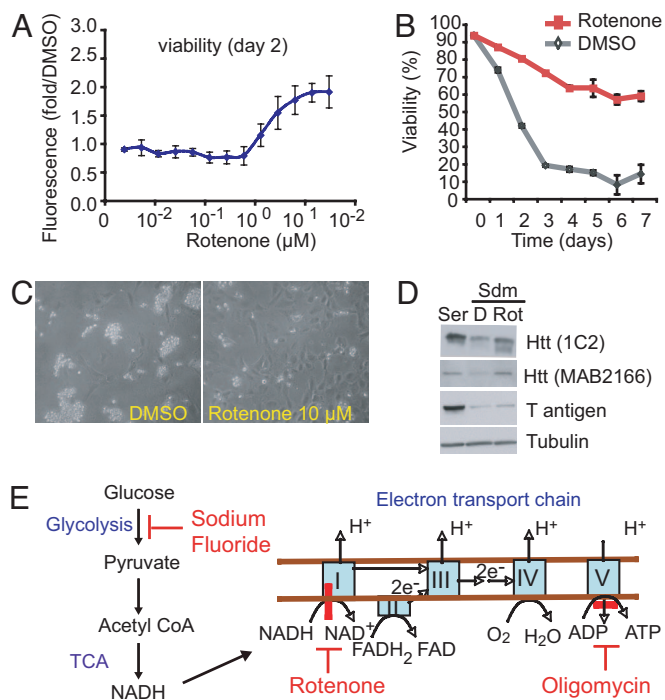 A
viability (day 2)
Fluorescence (fold/DMSO)
3.0
2.5
2.0
1.5
1.0
0.5
0.0
10-2 10-1 100 101 10-2
Rotenone (µM)
B
Rotenone
DMSO
Viability (%)
100
90
80
70
60
50
40
30
20
10
0 1 2 3 4 5 6 7
Time (days)
C
DMSO
Rotenone 10 µM
D
Sdm
Ser D Rot
Htt (1C2)
Htt (MAB2166)
T antigen
Tubulin
E
Glucose
Glycolysis
Sodium
Fluoride
Pyruvate
Acetyl CoA
TCA
NADH
Electron transport chain
H+ H+ H+ H+
I II III IV V
2e- 2e-
NADH NAD+ FADH2 FAD O2 H2O ADP ATP
Rotenone
Oligomycin